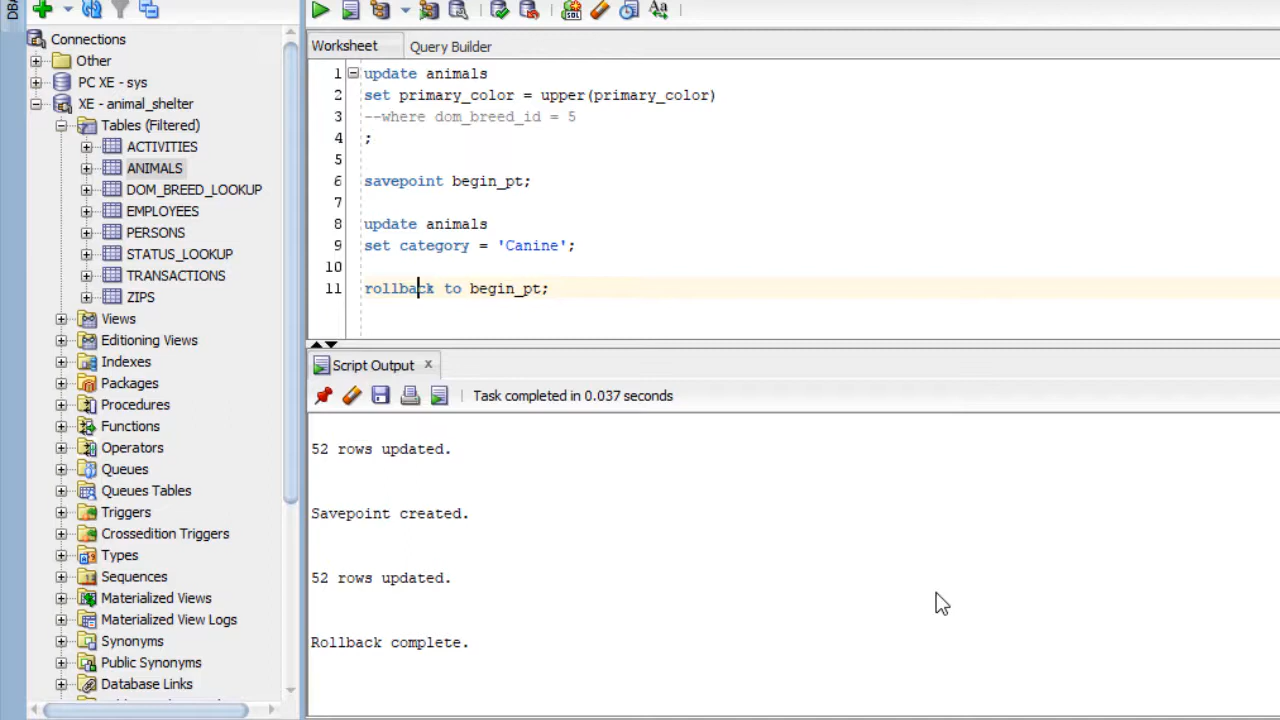 DBA
Connections
Other
PC XE - sys
XE - animal_shelter
Tables (Filtered)
ACTIVITIES
ANIMALS
DOM_BREED_LOOKUP
EMPLOYEES
PERSONS
STATUS_LOOKUP
TRANSACTIONS
ZIPS
Views
Editioning Views
Indexes
Packages
Procedures
Functions
Operators
Queues
Queues Tables
Triggers
Crossedition Triggers
Types
Sequences
Materialized Views
Materialized View Logs
Synonyms
Public Synonyms
Database Links
SQL
Aa
Worksheet Query Builder
1 update animals
2 set primary_color = upper(primary_color)
3 --where dom_breed_id = 5
4 ;
5
6 savepoint begin_pt;
7
8 update animals
9 set category = 'Canine';
10
11 rollback to begin_pt;
Script Output x
Task completed in 0.037 seconds
52 rows updated.
Savepoint created.
52 rows updated.
Rollback complete.